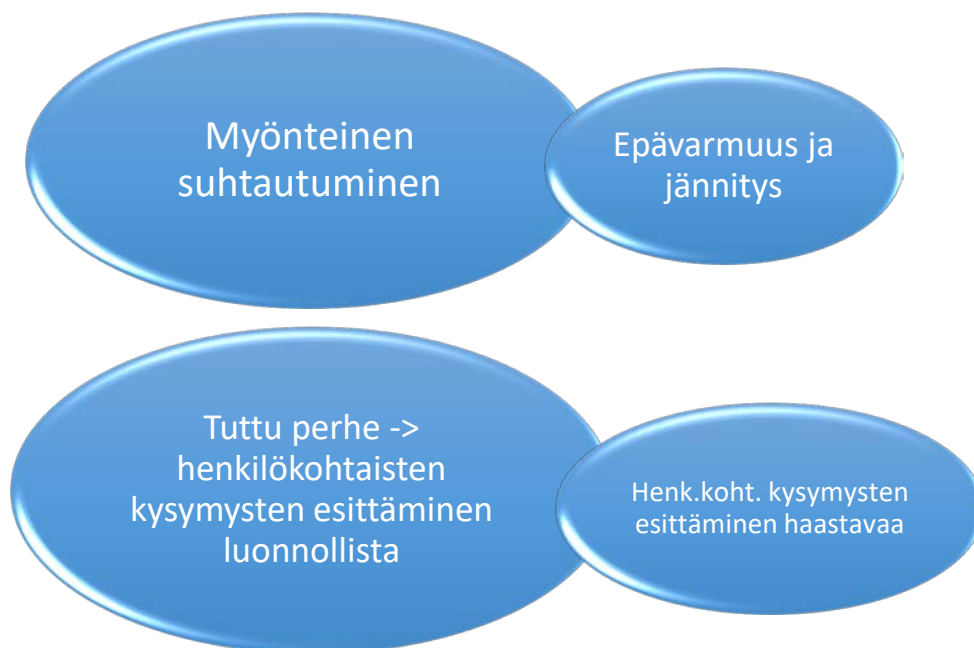 Myönteinen
suhtautuminen
Epävarmuus ja
jännitys
Tuttu perhe ->
henkilökohtaisten
kysymysten esittäminen
luonnollista
Henk.koht. kysymysten
esittäminen haastavaa